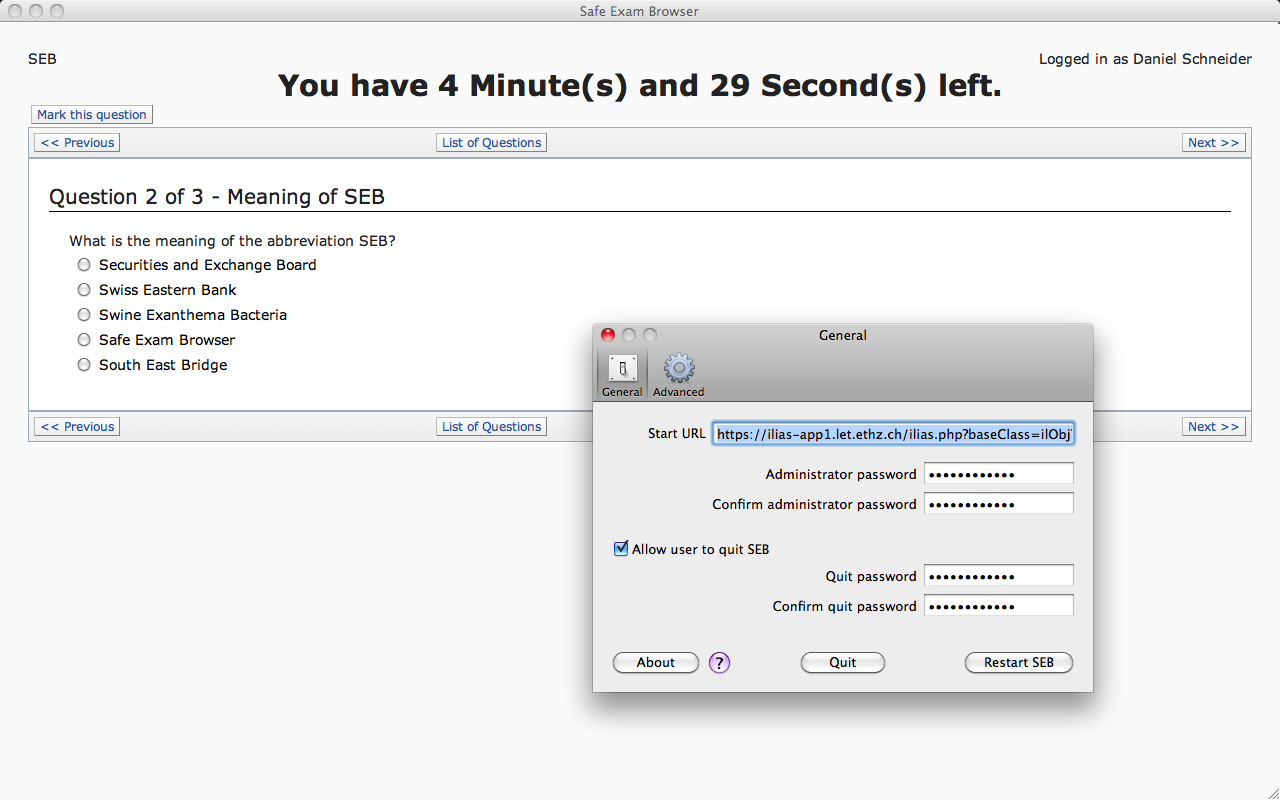 Safe Exam Browser
SEB
Logged in as Daniel Schneider
You have 4 Minute(s) and 29 Second(s) left.
Mark this question
<< Previous
List of Questions
Next >>
Question 2 of 3 - Meaning of SEB
What is the meaning of the abbreviation SEB?
Securities and Exchange Board
Swiss Eastern Bank
Swine Exanthema Bacteria
Safe Exam Browser
South East Bridge
<< Previous
List of Questions
Next >>
General
General
Advanced
Start URL
https://ilias-app1.let.ethz.ch/ilias.php?baseClass=ilObj
Administrator password
••••••••••••
Confirm administrator password
••••••••••••
Allow user to quit SEB
Quit password
••••••••••••
Confirm quit password
••••••••••••
About
?
Quit
Restart SEB